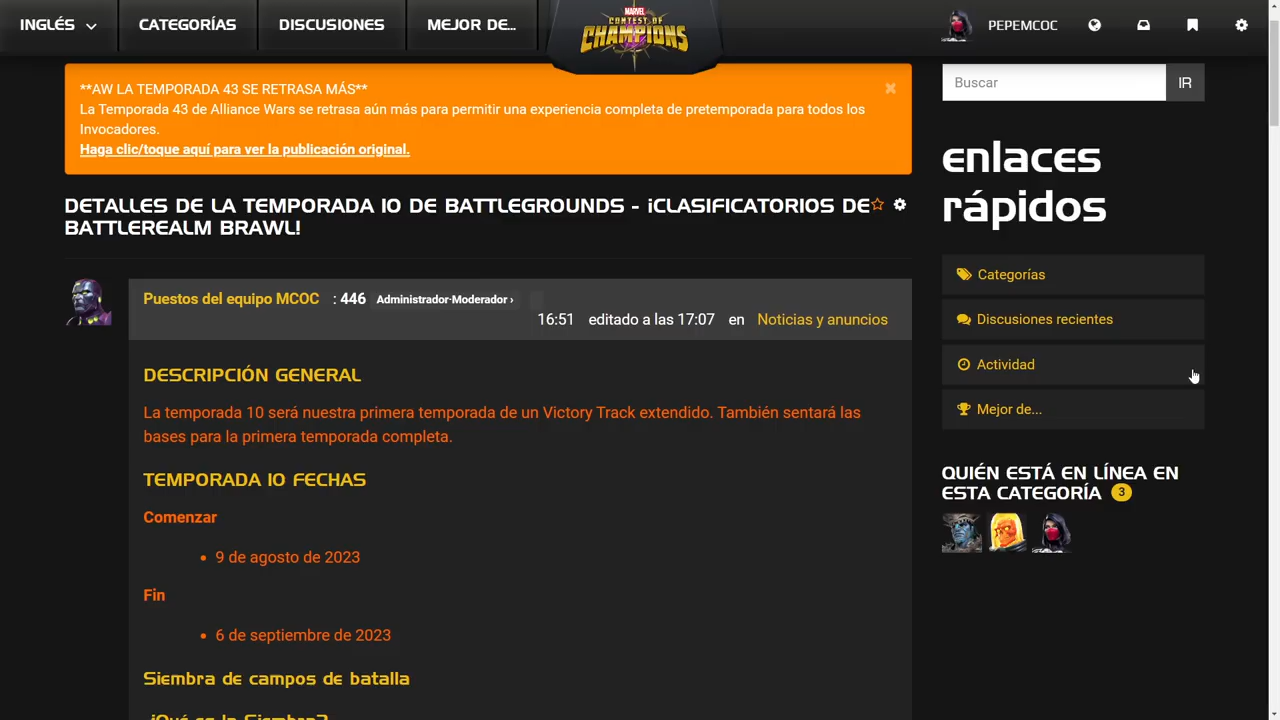 INGLÉS
CATEGORÍAS
DISCUSIONES
MEJOR DE...
MARVEL
CONTEST OF
CHAMPIONS
PEPEMCOC
**AW LA TEMPORADA 43 SE RETRASA MÁS**
La Temporada 43 de Alliance Wars se retrasa aún más para permitir una experiencia completa de pretemporada para todos los
Invocadores.
Haga clic/toque aquí para ver la publicación original.
DETALLES DE LA TEMPORADA 10 DE BATTLEGROUNDS - ¡CLASIFICATORIOS DE
BATTLEREALM BRAWL!
Puestos del equipo MCOC : 446 Administrador-Moderador ›
16:51 editado a las 17:07 en Noticias y anuncios
DESCRIPCIÓN GENERAL
La temporada 10 será nuestra primera temporada de un Victory Track extendido. También sentará las
bases para la primera temporada completa.
TEMPORADA 10 FECHAS
Comenzar
• 9 de agosto de 2023
Fin
• 6 de septiembre de 2023
Siembra de campos de batalla
¿Qué es la Siembra?
Buscar
IR
enlaces
rápidos
Categorías
Discusiones recientes
Actividad
Mejor de...
QUIÉN ESTÁ EN LÍNEA EN
ESTA CATEGORÍA 3